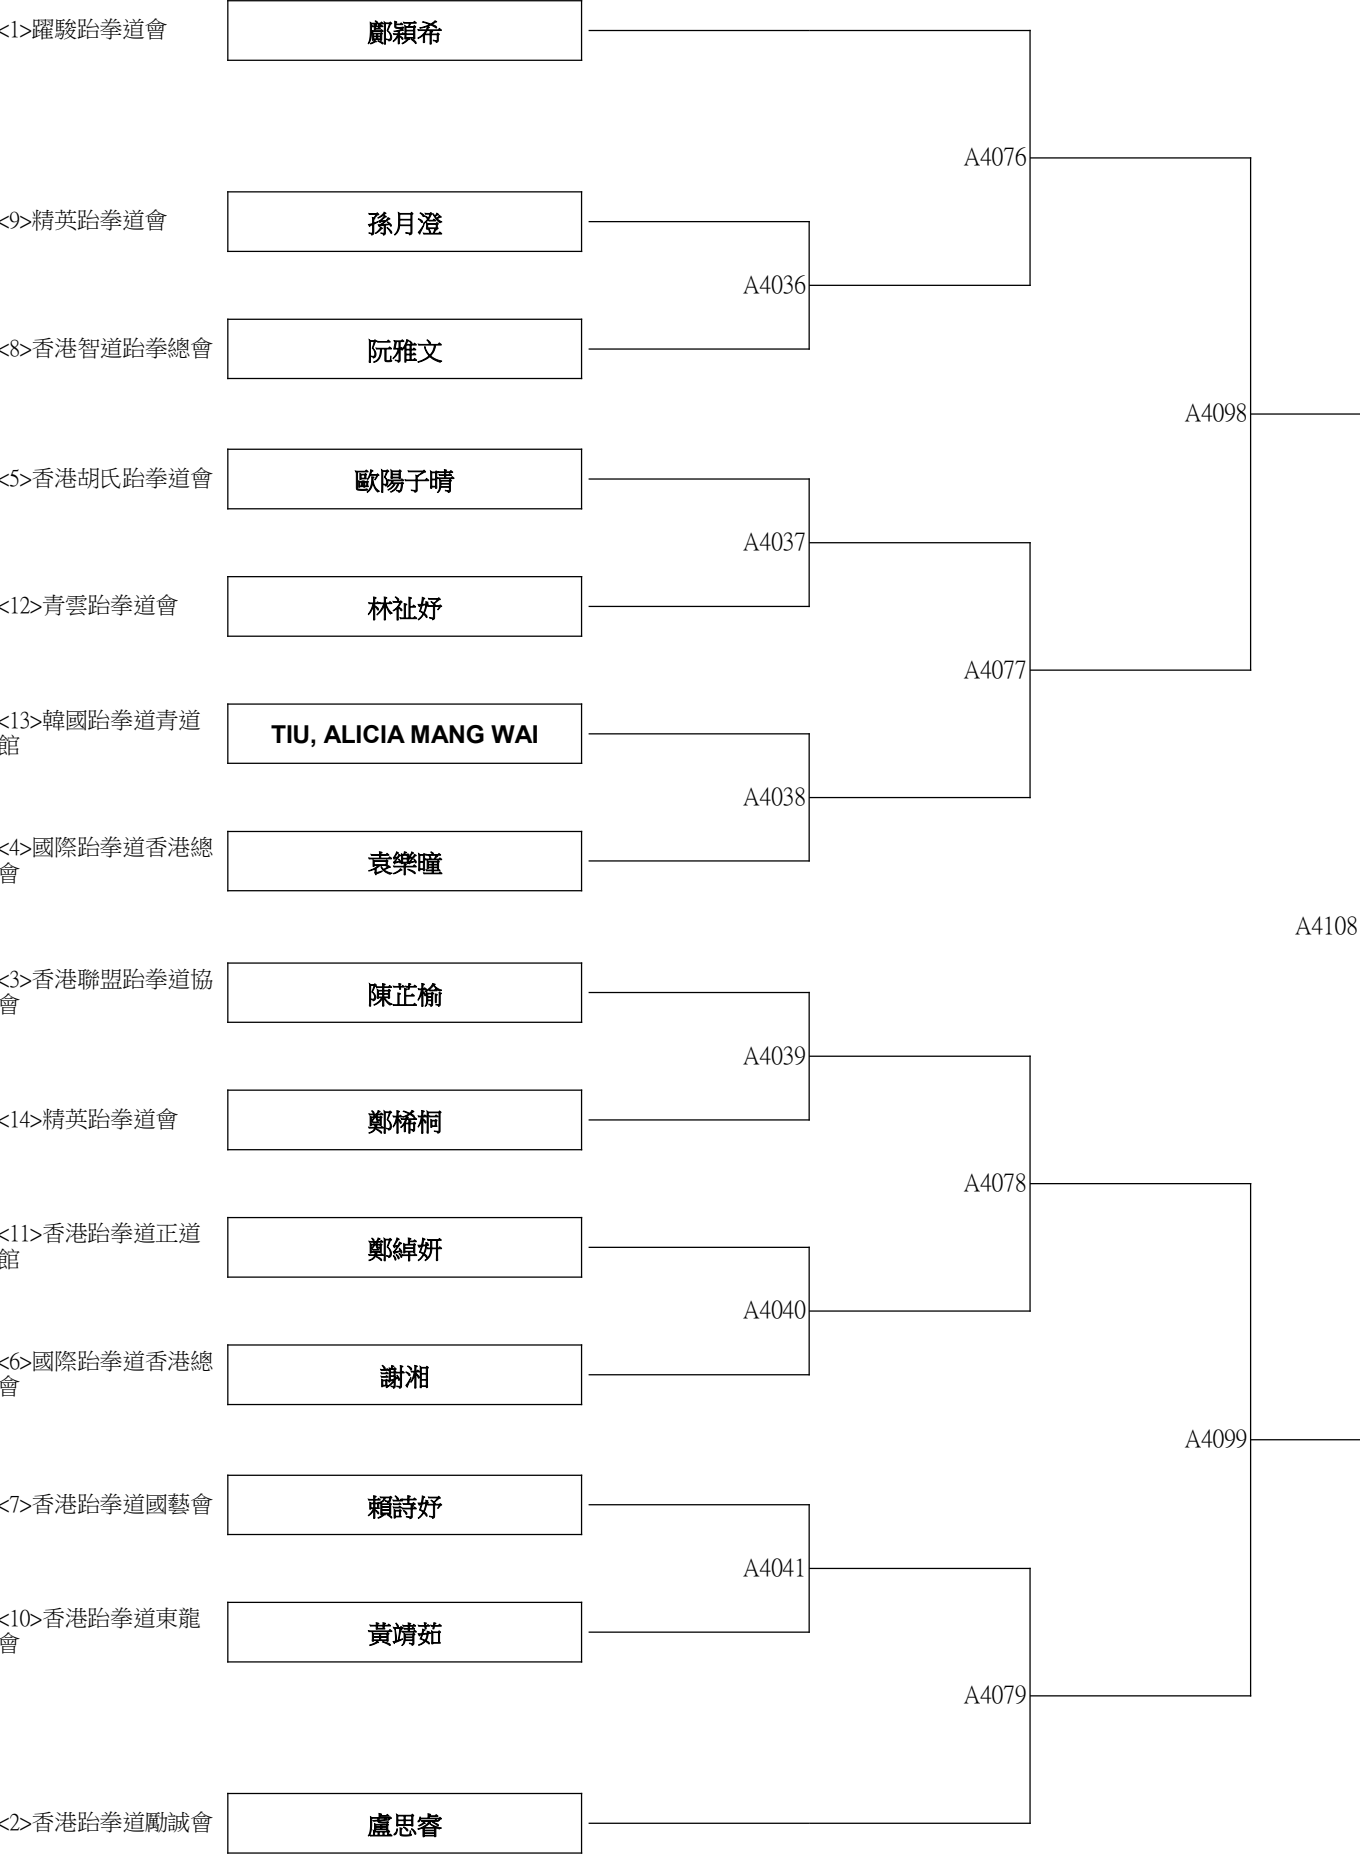 <1>躍駿跆拳道會
鄺穎希
A4076
<9>精英跆拳道會
孫月澄
A4036
<8>香港智道跆拳總會
阮雅文
A4098
<5>香港胡氏跆拳道會
歐陽子晴
A4037
<12>青雲跆拳道會
林祉妤
A4077
<13>韓國跆拳道青道
館
TIU, ALICIA MANG WAI
A4038
<4>國際跆拳道香港總
會
袁樂曈
A4108
<3>香港聯盟跆拳道協
會
陳芷榆
A4039
<14>精英跆拳道會
鄭桸桐
A4078
<11>香港跆拳道正道
館
鄭綽妍
A4040
<6>國際跆拳道香港總
會
謝湘
A4099
<7>香港跆拳道國藝會
賴詩妤
A4041
<10>香港跆拳道東龍
會
黃靖茹
A4079
<2>香港跆拳道勵誠會
盧思睿